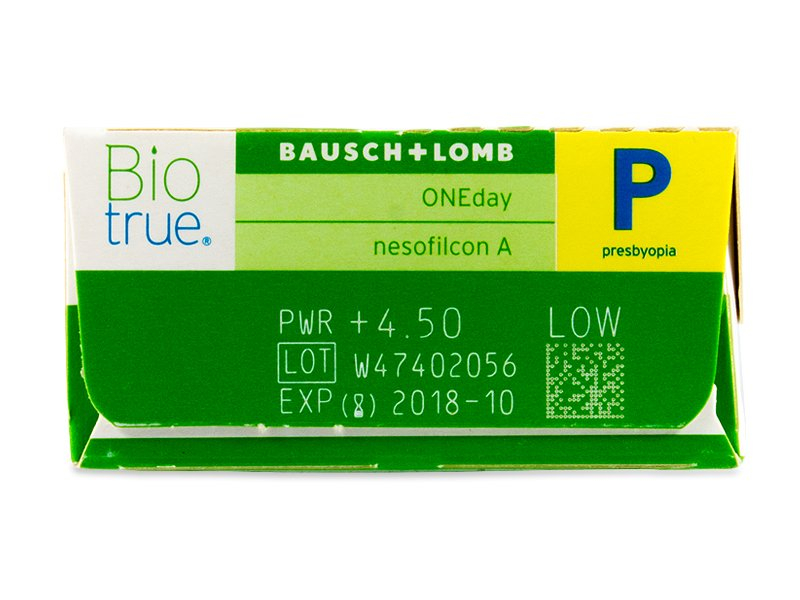 Bio
true®
BAUSCH+LOMB
ONEday
nesofilcon A
P
presbyopia
PWR +4.50 LOW
LOT W47402056
EXP 2018-10